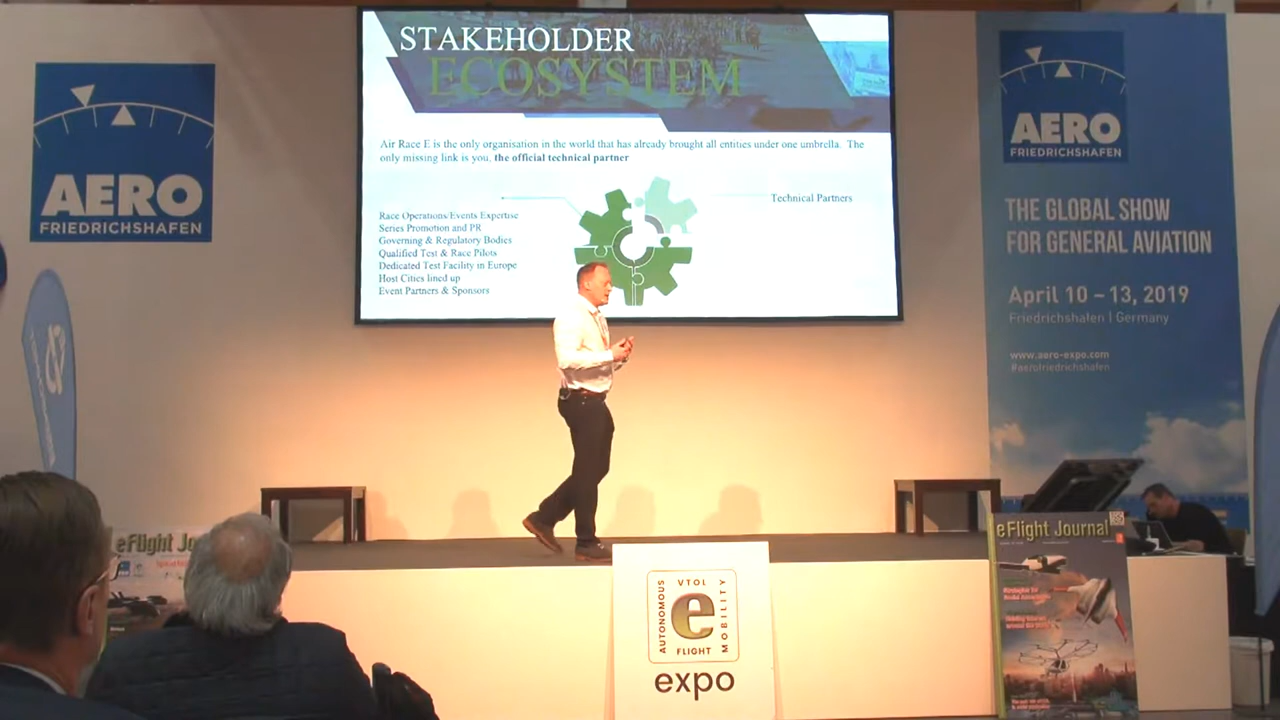 STAKEHOLDER
ECOSYSTEM
Air Race E is the only organisation in the world that has already brought all entities under one umbrella. The
only missing link is you, the official technical partner
Technical Partners
Race Operations/Events Expertise
Series Promotion and PR
Governing & Regulatory Bodies
Qualified Test & Race Pilots
Dedicated Test Facility in Europe
Host Cities lined up
Event Partners & Sponsors
AERO
FRIEDRICHSHAFEN
AERO
FRIEDRICHSHAFEN
THE GLOBAL SHOW
FOR GENERAL AVIATION
April 10 – 13, 2019
Friedrichshafen | Germany
www.aero-expo.com
#aerofriedrichshafen
eFlight Jo
eFlight Journal
AUTONOMOUS
VTOL
MOBILITY
e
FLIGHT
expo